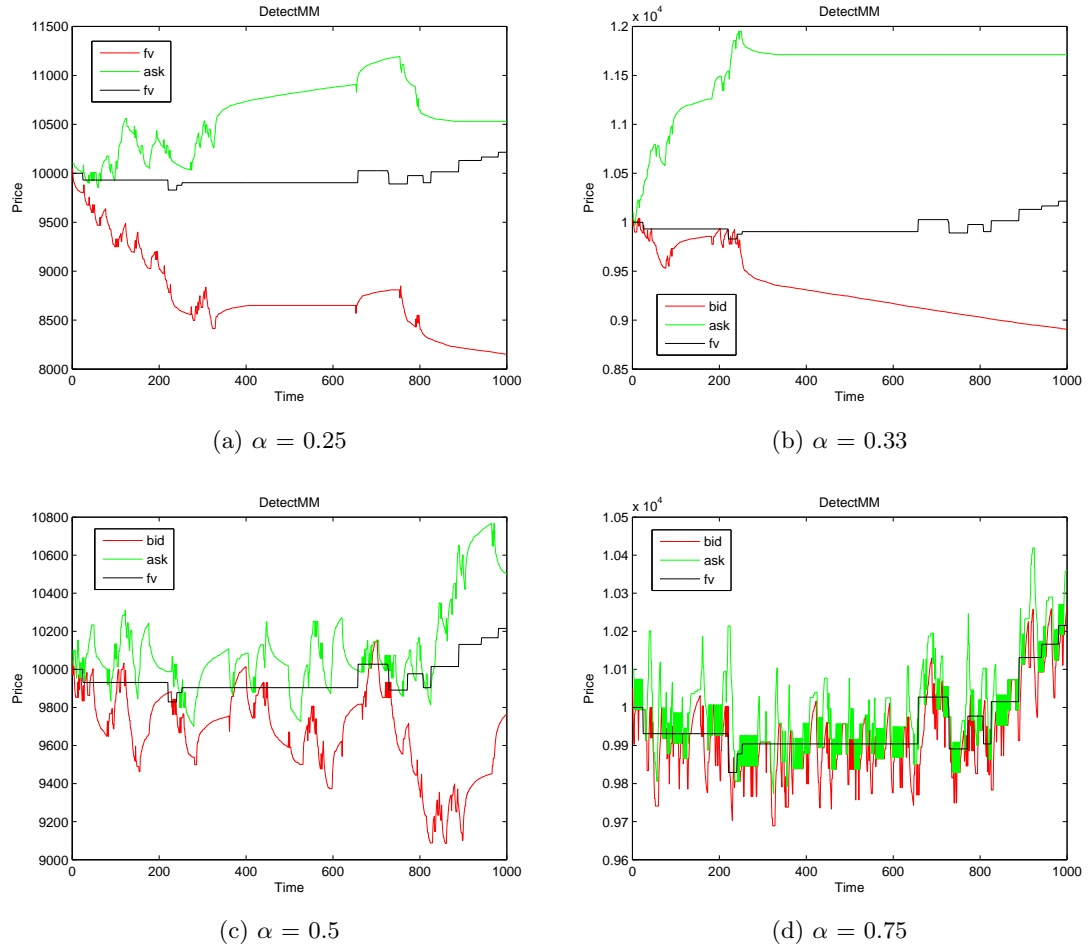 DetectMM
11500
11000
10500
10000
9500
9000
8500
8000
Price
fv
ask
fv
0 200 400 600 800 1000
Time
(a) α = 0.25
DetectMM
x 10^4
1.2
1.15
1.1
1.05
1
0.95
0.9
0.85
Price
bid
ask
fv
0 200 400 600 800 1000
Time
(b) α = 0.33
DetectMM
10800
10600
10400
10200
10000
9800
9600
9400
9200
9000
Price
bid
ask
fv
0 200 400 600 800 1000
Time
(c) α = 0.5
DetectMM
x 10^4
1.05
1.04
1.03
1.02
1.01
1
0.99
0.98
0.97
0.96
Price
bid
ask
fv
0 200 400 600 800 1000
Time
(d) α = 0.75